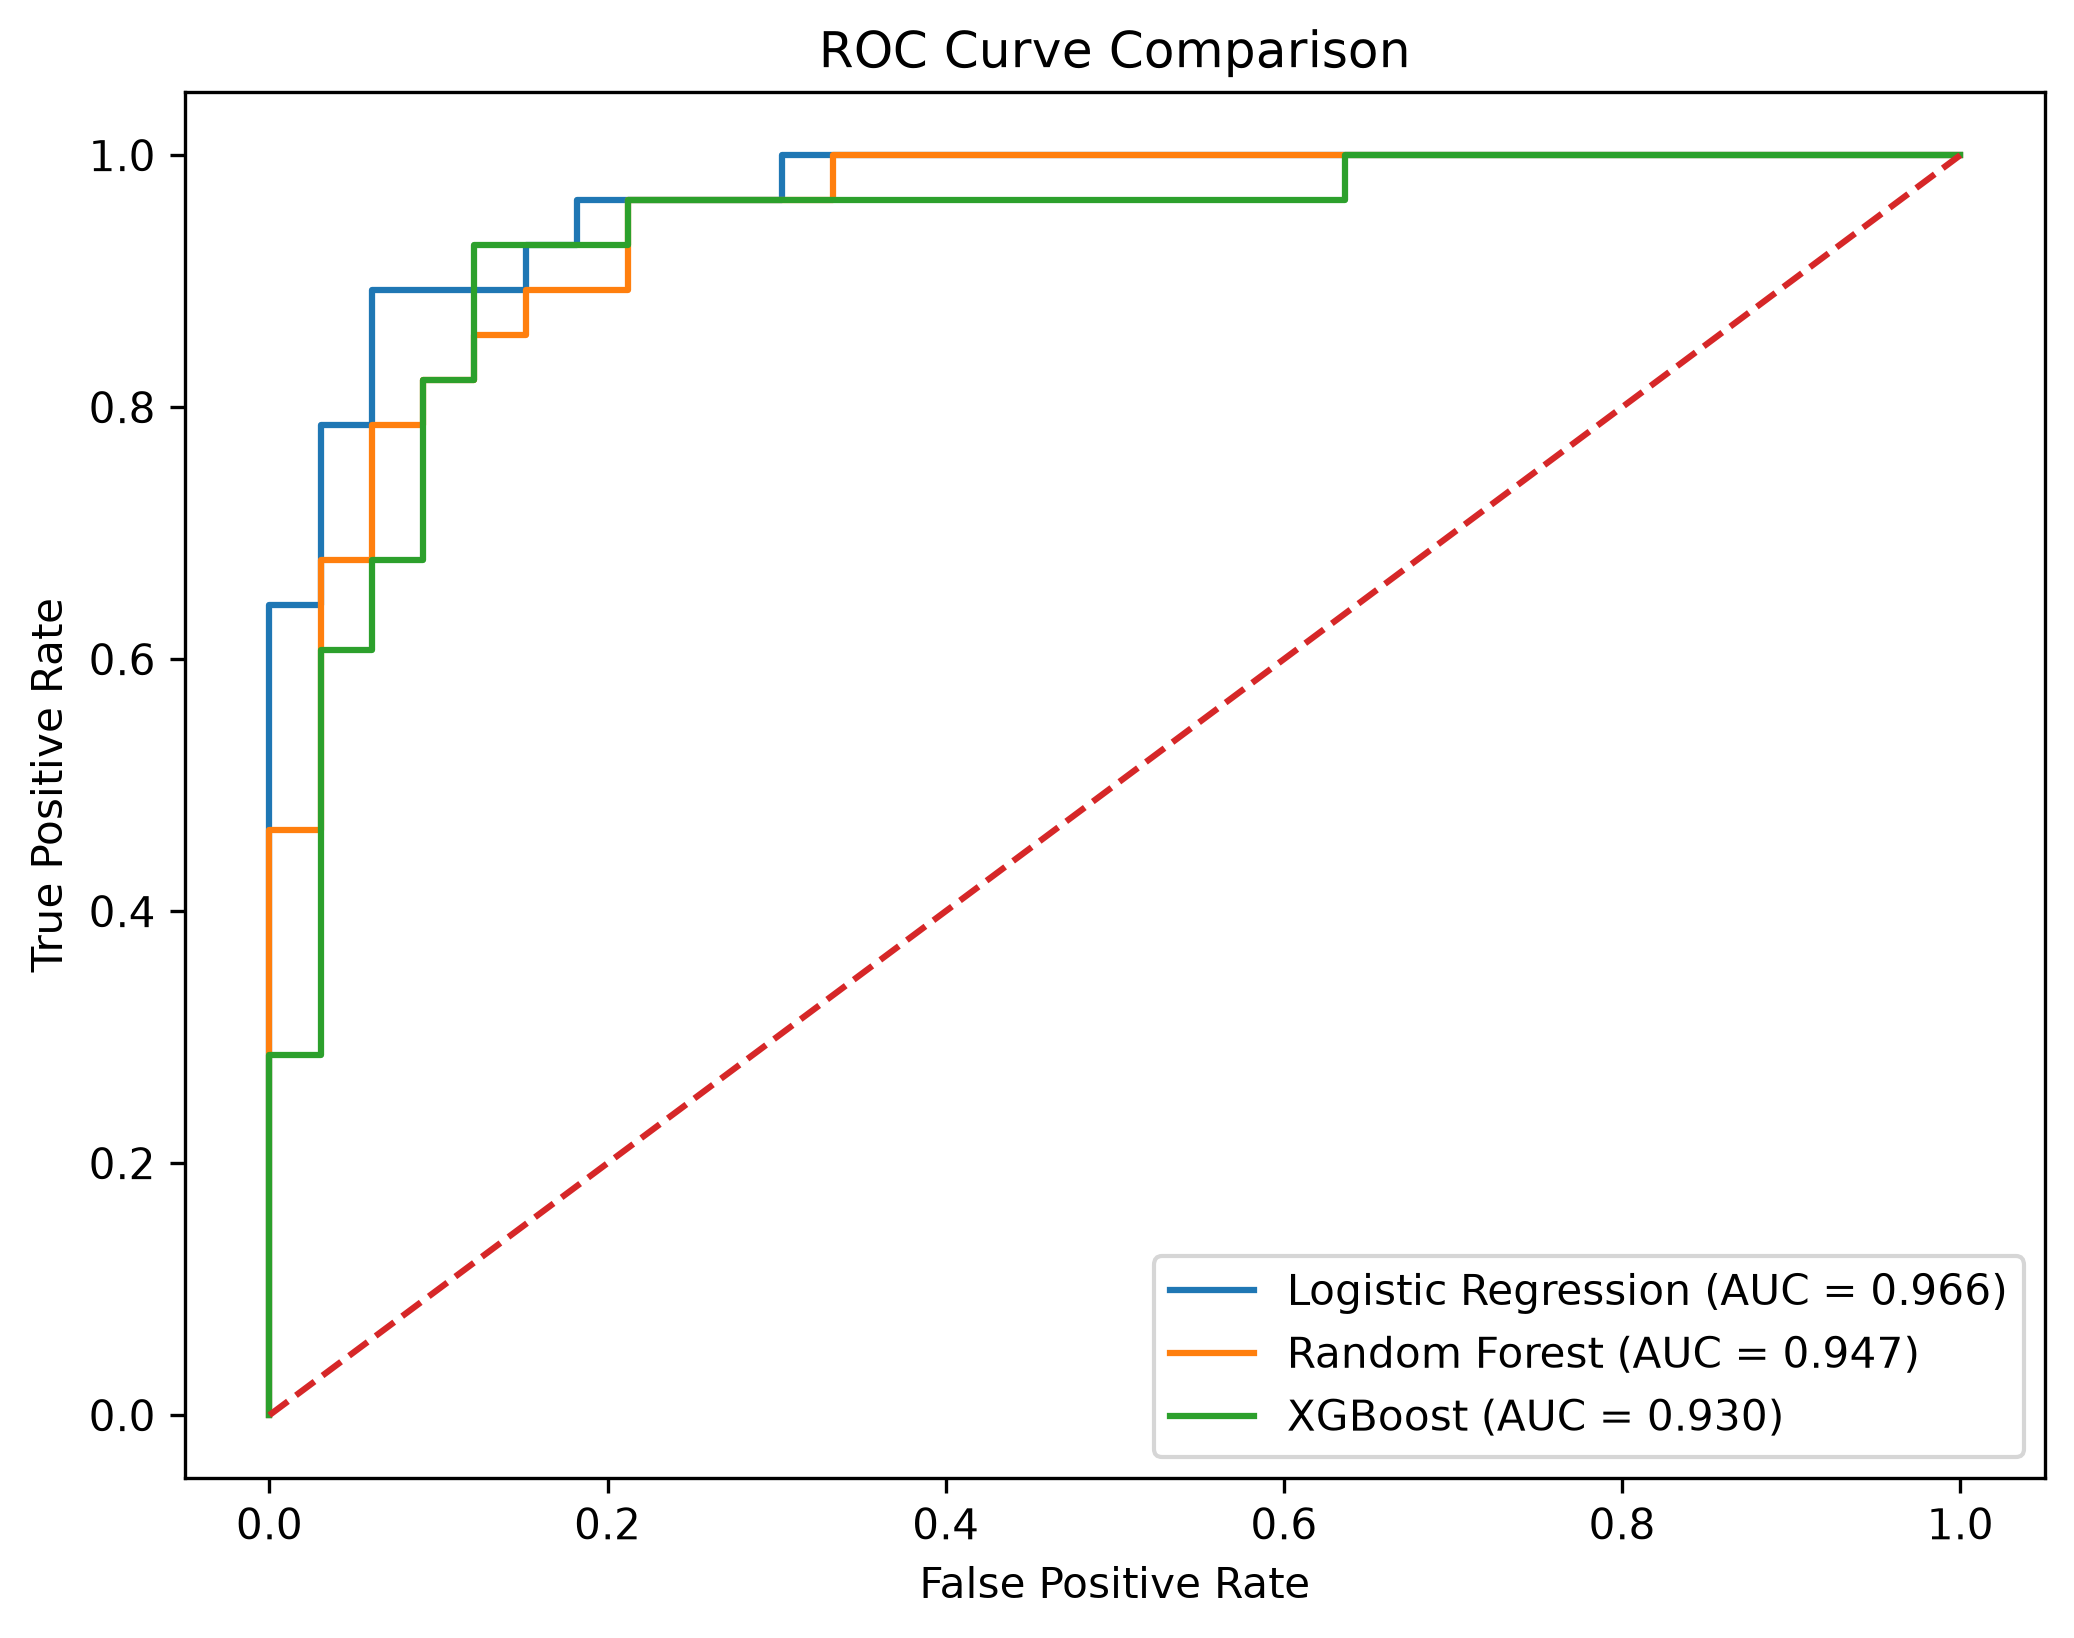 ROC Curve Comparison
True Positive Rate
1.0
0.8
0.6
0.4
0.2
0.0
Logistic Regression (AUC = 0.966)
Random Forest (AUC = 0.947)
XGBoost (AUC = 0.930)
0.0 0.2 0.4 0.6 0.8 1.0
False Positive Rate